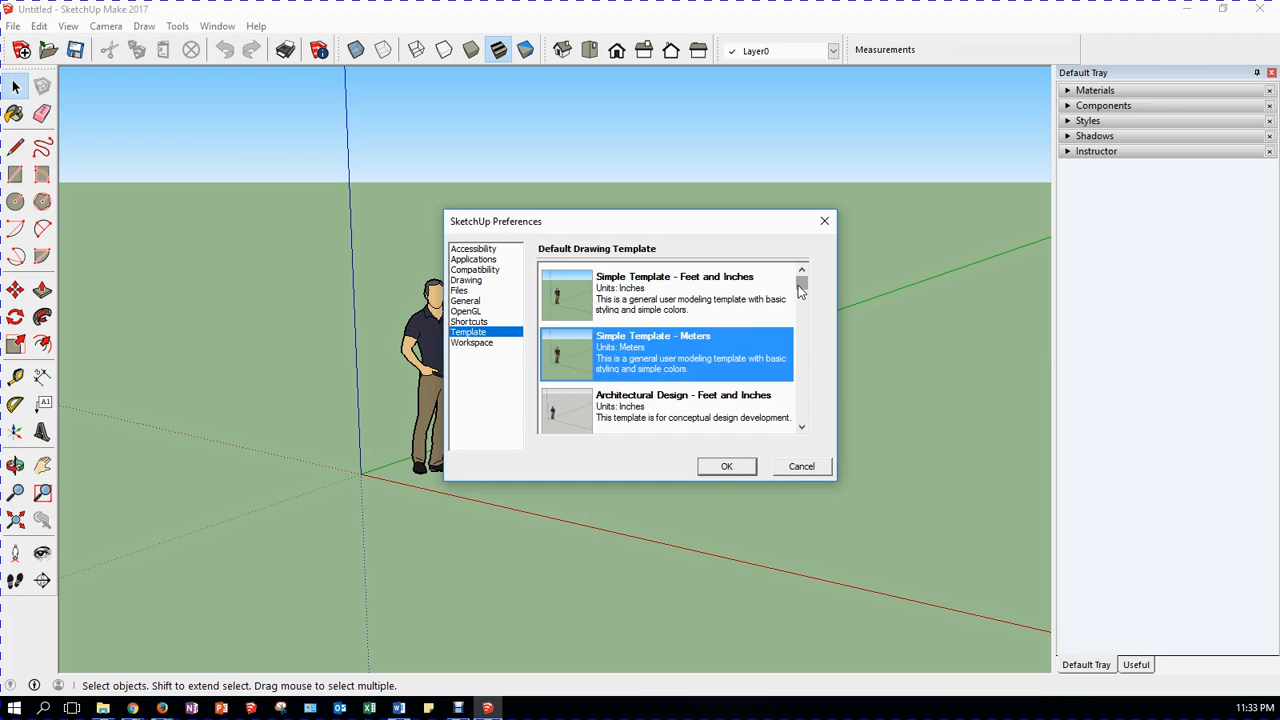 Untitled - SketchUp Make 2017
File Edit View Camera Draw Tools Window Help
Layer0
Measurements
Default Tray
Materials
Components
Styles
Shadows
Instructor
SketchUp Preferences
Accessibility
Applications
Compatibility
Drawing
Files
General
OpenGL
Shortcuts
Template
Workspace
Default Drawing Template
Simple Template - Feet and Inches
Units: Inches
This is a general user modeling template with basic
styling and simple colors.
Simple Template - Meters
Units: Meters
This is a general user modeling template with basic
styling and simple colors.
Architectural Design - Feet and Inches
Units: Inches
This template is for conceptual design development.
OK Cancel
A1
Default Tray Useful
Select objects. Shift to extend select. Drag mouse to select multiple.
11:33 PM